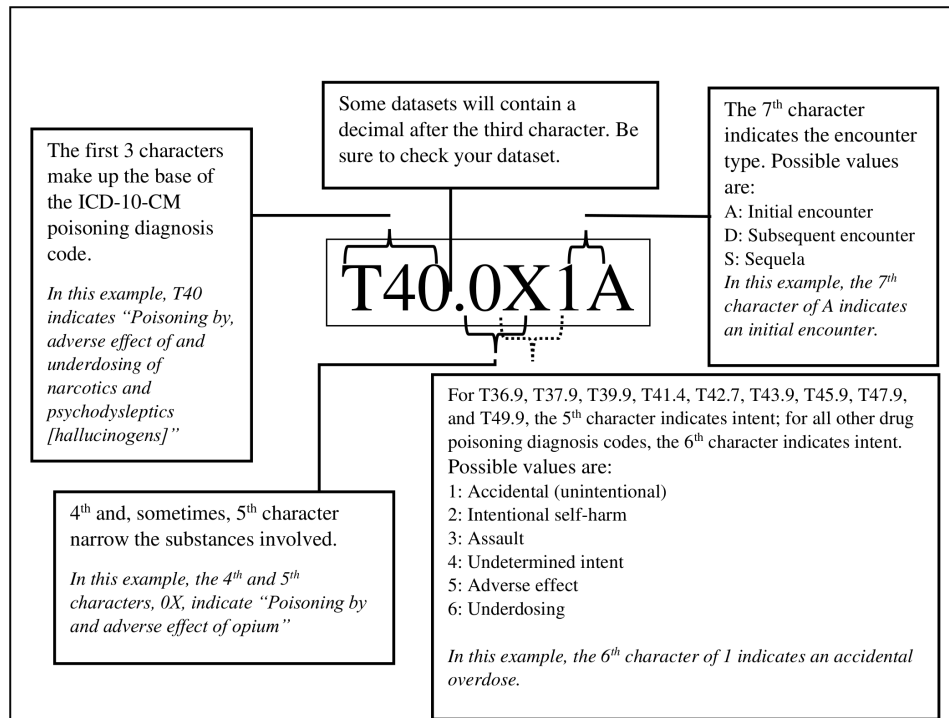 Some datasets will contain a
decimal after the third character. Be
sure to check your dataset.
The first 3 characters
make up the base of
the ICD-10-CM
poisoning diagnosis
code.
In this example, T40
indicates “Poisoning by,
adverse effect of and
underdosing of
narcotics and
psychodysleptics
[hallucinogens]”
The 7th character
indicates the encounter
type. Possible values
are:
A: Initial encounter
D: Subsequent encounter
S: Sequela
In this example, the 7th
character of A indicates
an initial encounter.
T40.0X1A
4th and, sometimes, 5th character
narrow the substances involved.
In this example, the 4th and 5th
characters, 0X, indicate “Poisoning by
and adverse effect of opium”
For T36.9, T37.9, T39.9, T41.4, T42.7, T43.9, T45.9, T47.9,
and T49.9, the 5th character indicates intent; for all other drug
poisoning diagnosis codes, the 6th character indicates intent.
Possible values are:
1: Accidental (unintentional)
2: Intentional self-harm
3: Assault
4: Undetermined intent
5: Adverse effect
6: Underdosing
In this example, the 6th character of 1 indicates an accidental
overdose.